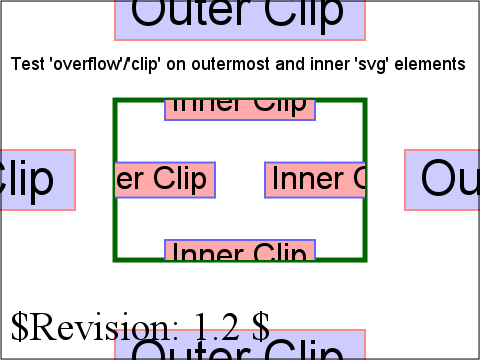 Outer Clip
Test 'overflow'/'clip' on outermost and inner 'svg' elements
Inner Clip
Clip er Clip Inner C Ou
Inner Clip
$Revision: 1.2 $
Outer Clip